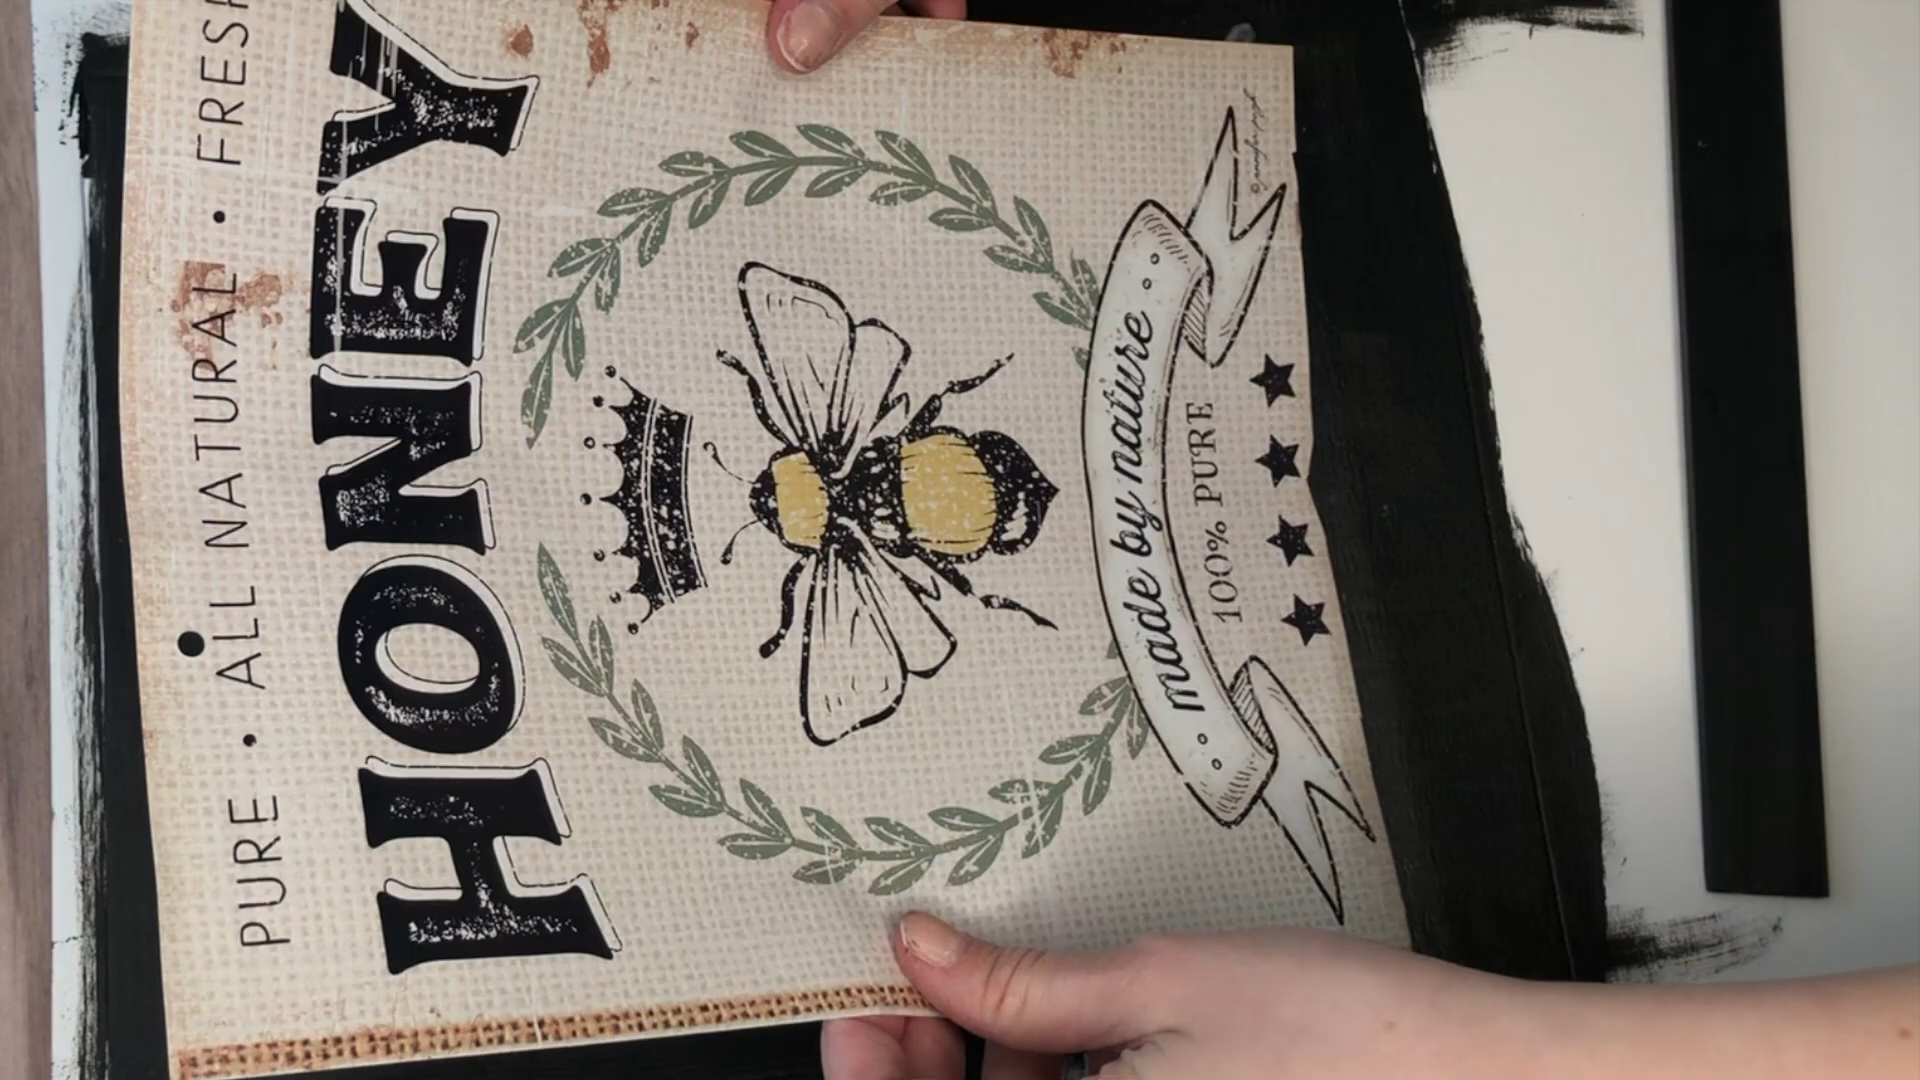 PURE • ALL NATURAL • FRESH
HONEY
made by nature
100% PURE